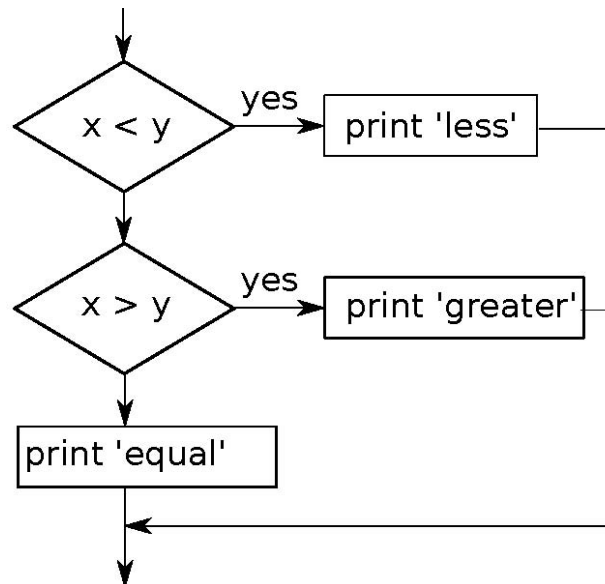 x < y
yes
print 'less'
x > y
yes
print 'greater'
print 'equal'